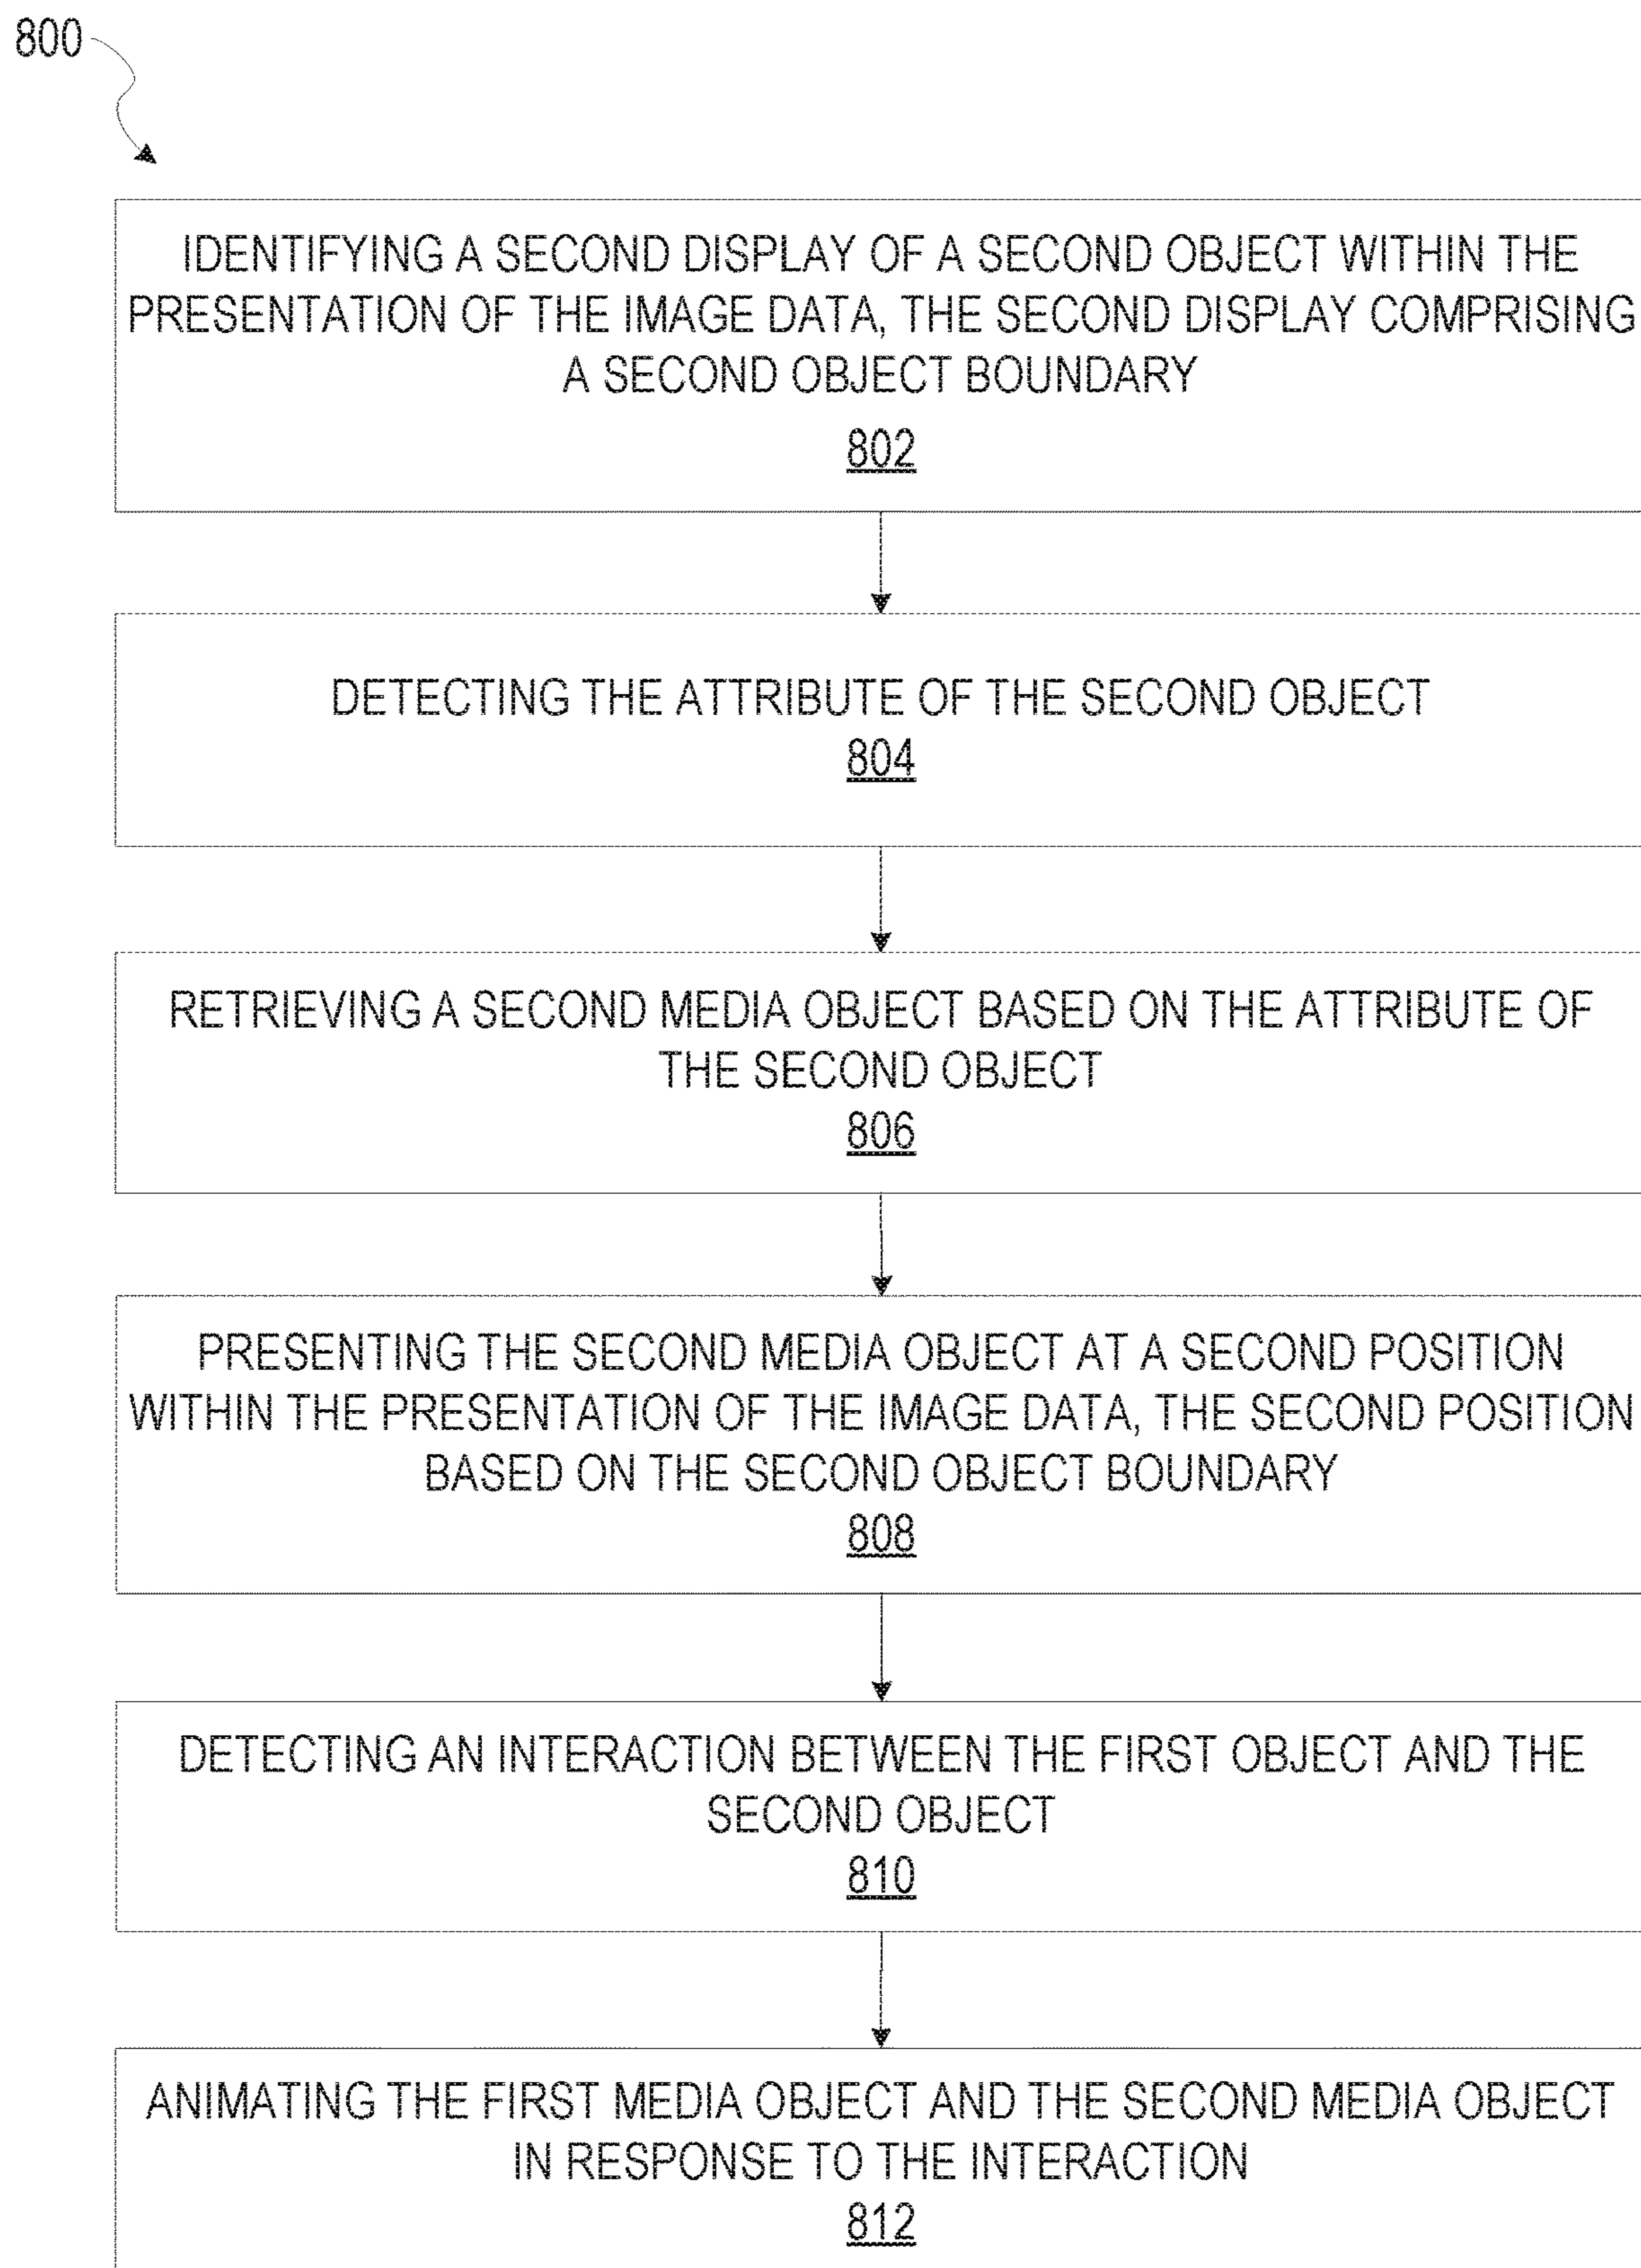 800
IDENTIFYING A SECOND DISPLAY OF A SECOND OBJECT WITHIN THE
PRESENTATION OF THE IMAGE DATA, THE SECOND DISPLAY COMPRISING
A SECOND OBJECT BOUNDARY
802
DETECTING THE ATTRIBUTE OF THE SECOND OBJECT
804
RETRIEVING A SECOND MEDIA OBJECT BASED ON THE ATTRIBUTE OF
THE SECOND OBJECT
806
PRESENTING THE SECOND MEDIA OBJECT AT A SECOND POSITION
WITHIN THE PRESENTATION OF THE IMAGE DATA, THE SECOND POSITION
BASED ON THE SECOND OBJECT BOUNDARY
808
DETECTING AN INTERACTION BETWEEN THE FIRST OBJECT AND THE
SECOND OBJECT
810
ANIMATING THE FIRST MEDIA OBJECT AND THE SECOND MEDIA OBJECT
IN RESPONSE TO THE INTERACTION
812